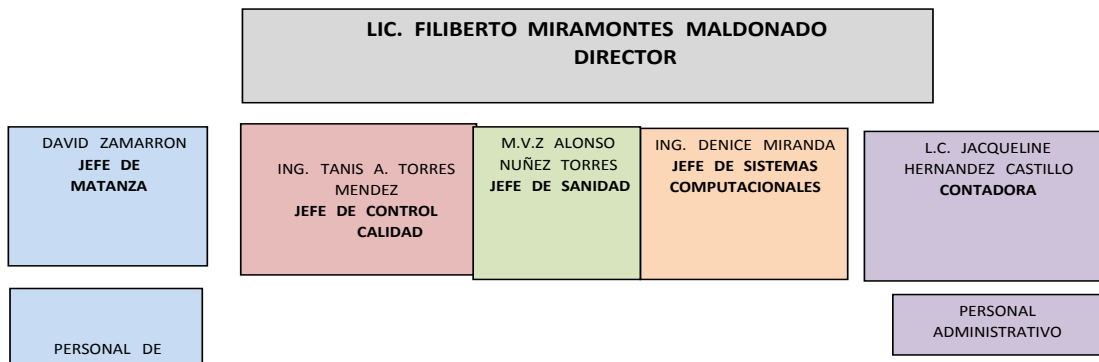 LIC. FILIBERTO MIRAMONTES MALDONADO
DIRECTOR
DAVID ZAMARRON
JEFE DE
MATANZA
ING. TANIS A. TORRES
MENDEZ
JEFE DE CONTROL
CALIDAD
M.V.Z ALONSO
NUÑEZ TORRES
JEFE DE SANIDAD
ING. DENICE MIRANDA
JEFE DE SISTEMAS
COMPUTACIONALES
L.C. JACQUELINE
HERNANDEZ CASTILLO
CONTADORA
PERSONAL DE
PERSONAL
ADMINISTRATIVO